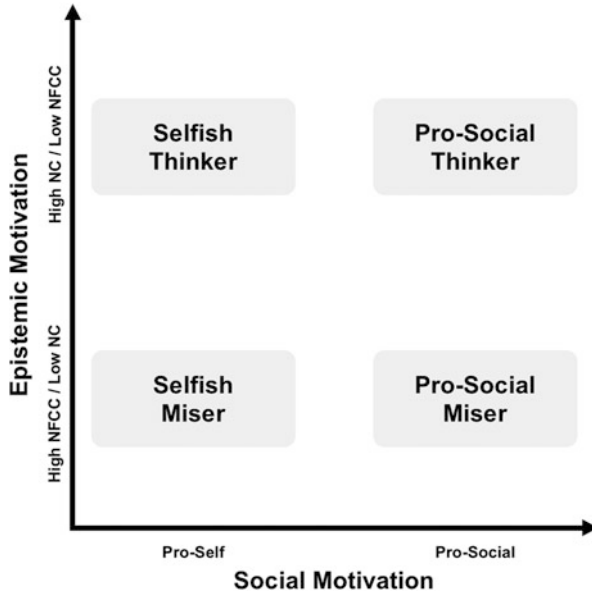 Epistemic Motivation
High NC / Low NFCC
High NFCC / Low NC
Selfish
Thinker
Pro-Social
Thinker
Selfish
Miser
Pro-Social
Miser
Pro-Self
Pro-Social
Social Motivation